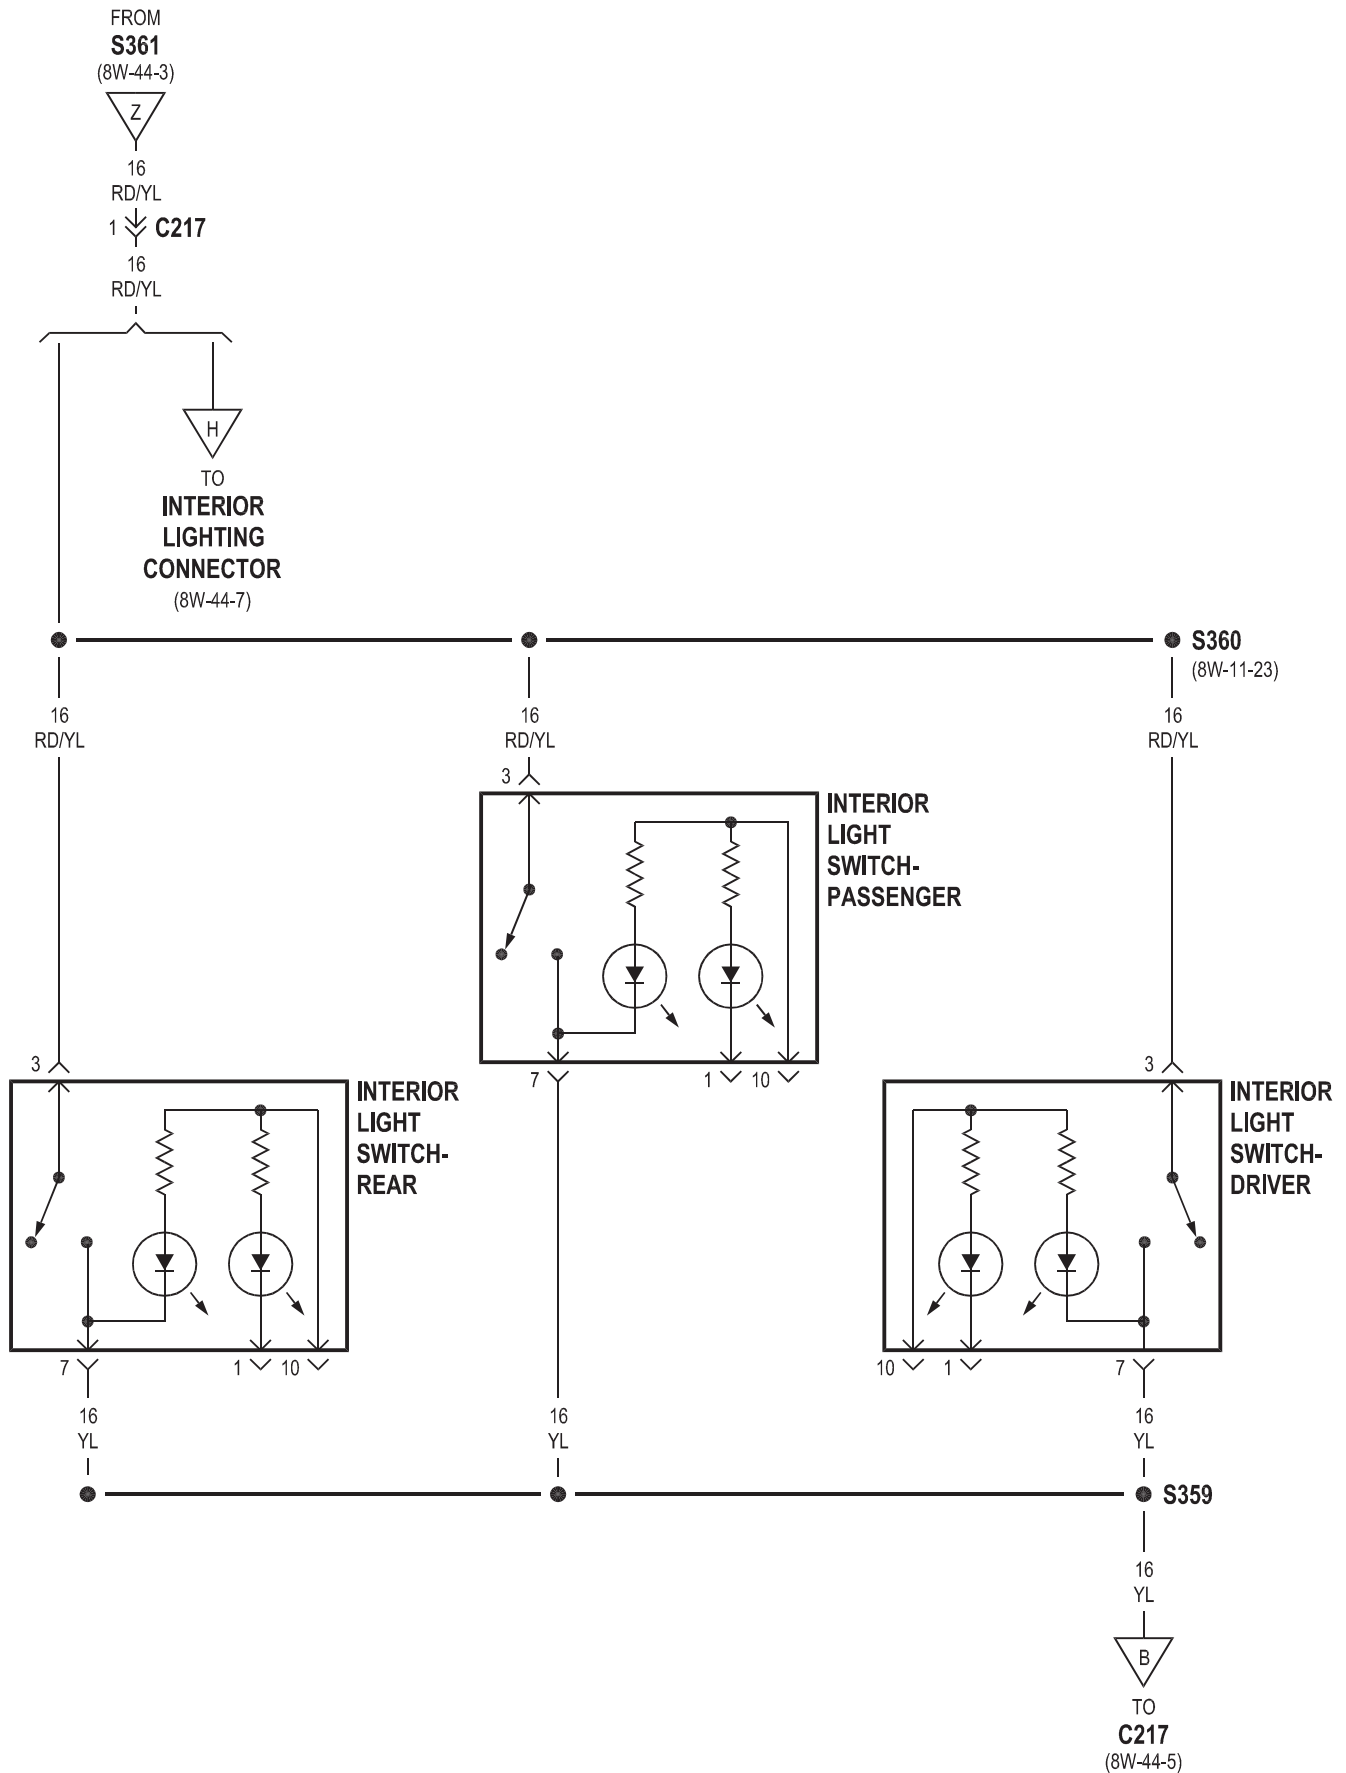 FROM
S361
(8W-44-3)
Z
16
RD/YL
1 C217
16
RD/YL
H
TO
INTERIOR
LIGHTING
CONNECTOR
(8W-44-7)
S360
(8W-11-23)
16
RD/YL
16
RD/YL
16
RD/YL
3
INTERIOR
LIGHT
SWITCH-
PASSENGER
7 1 10
3
INTERIOR
LIGHT
SWITCH-
REAR
7 1 10
3
INTERIOR
LIGHT
SWITCH-
DRIVER
10 1 7
16
YL
16
YL
16
YL
S359
16
YL
B
TO
C217
(8W-44-5)